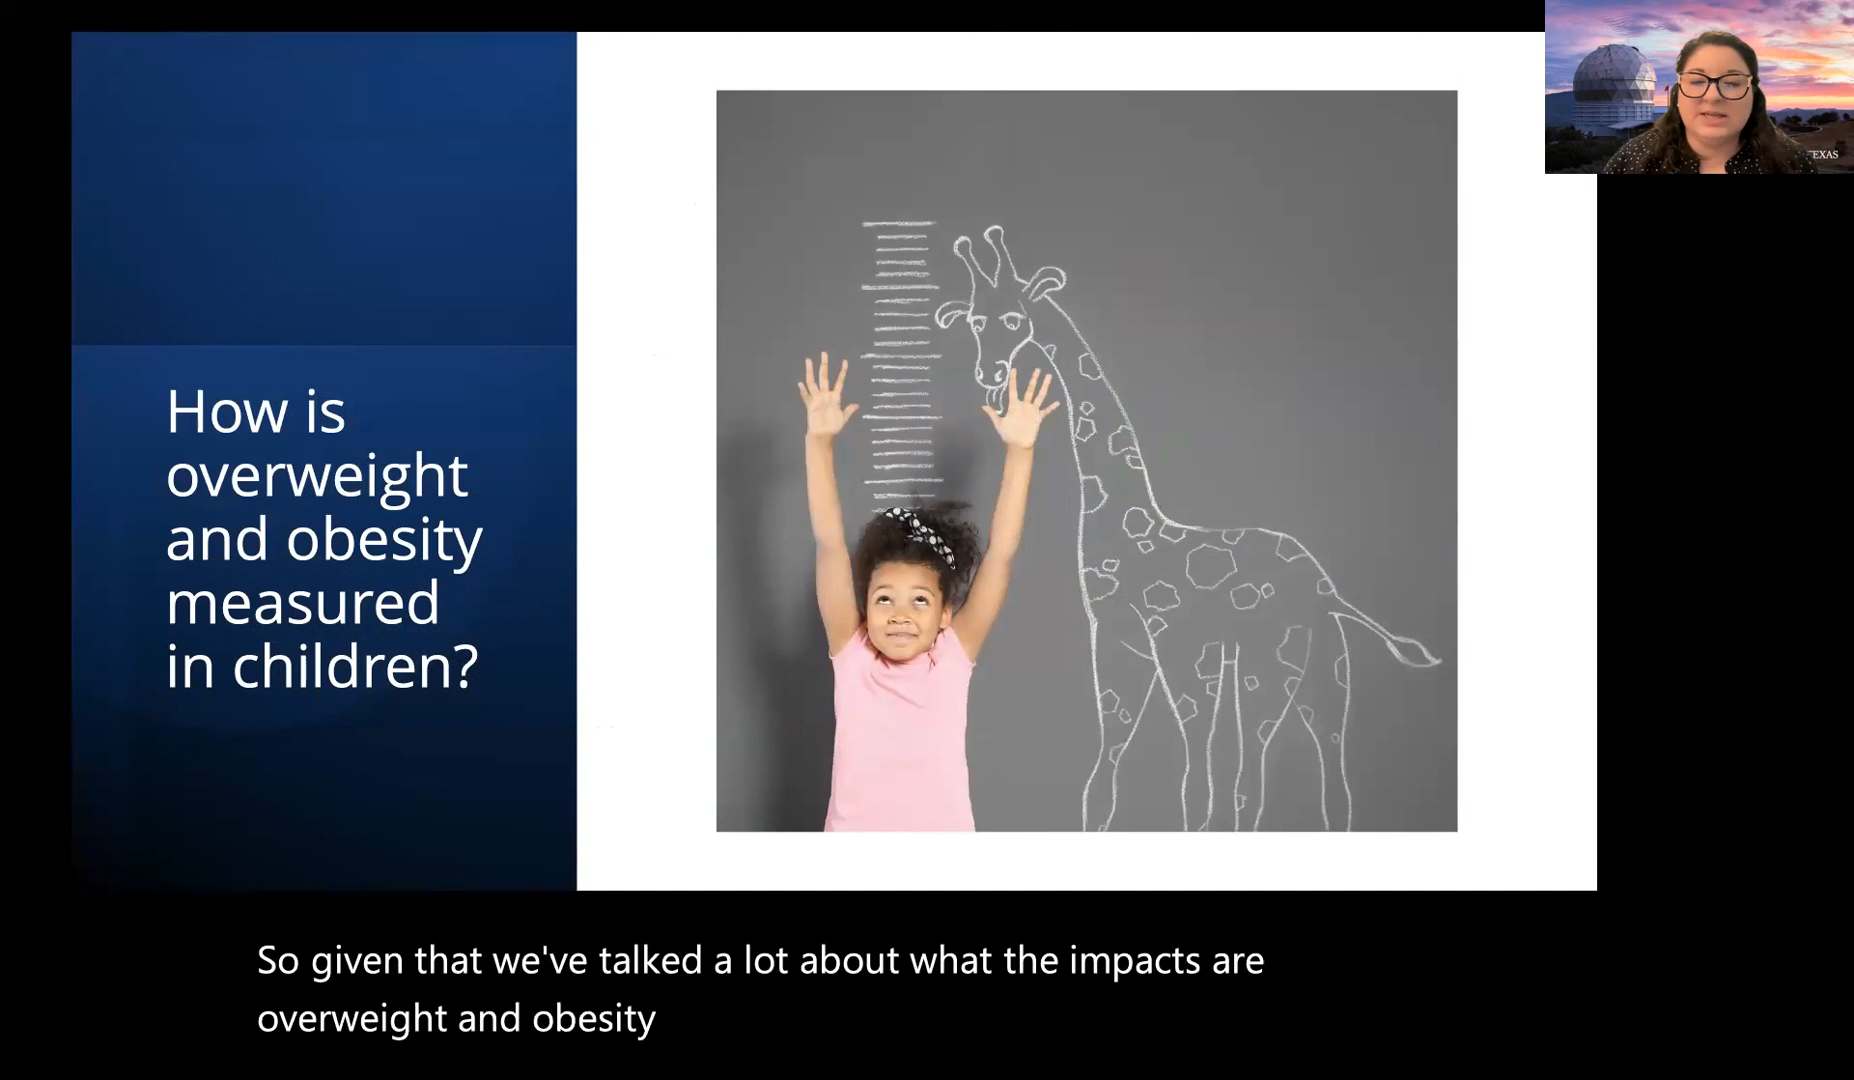 How is
overweight
and obesity
measured
in children?
EXAS
So given that we've talked a lot about what the impacts are
overweight and obesity